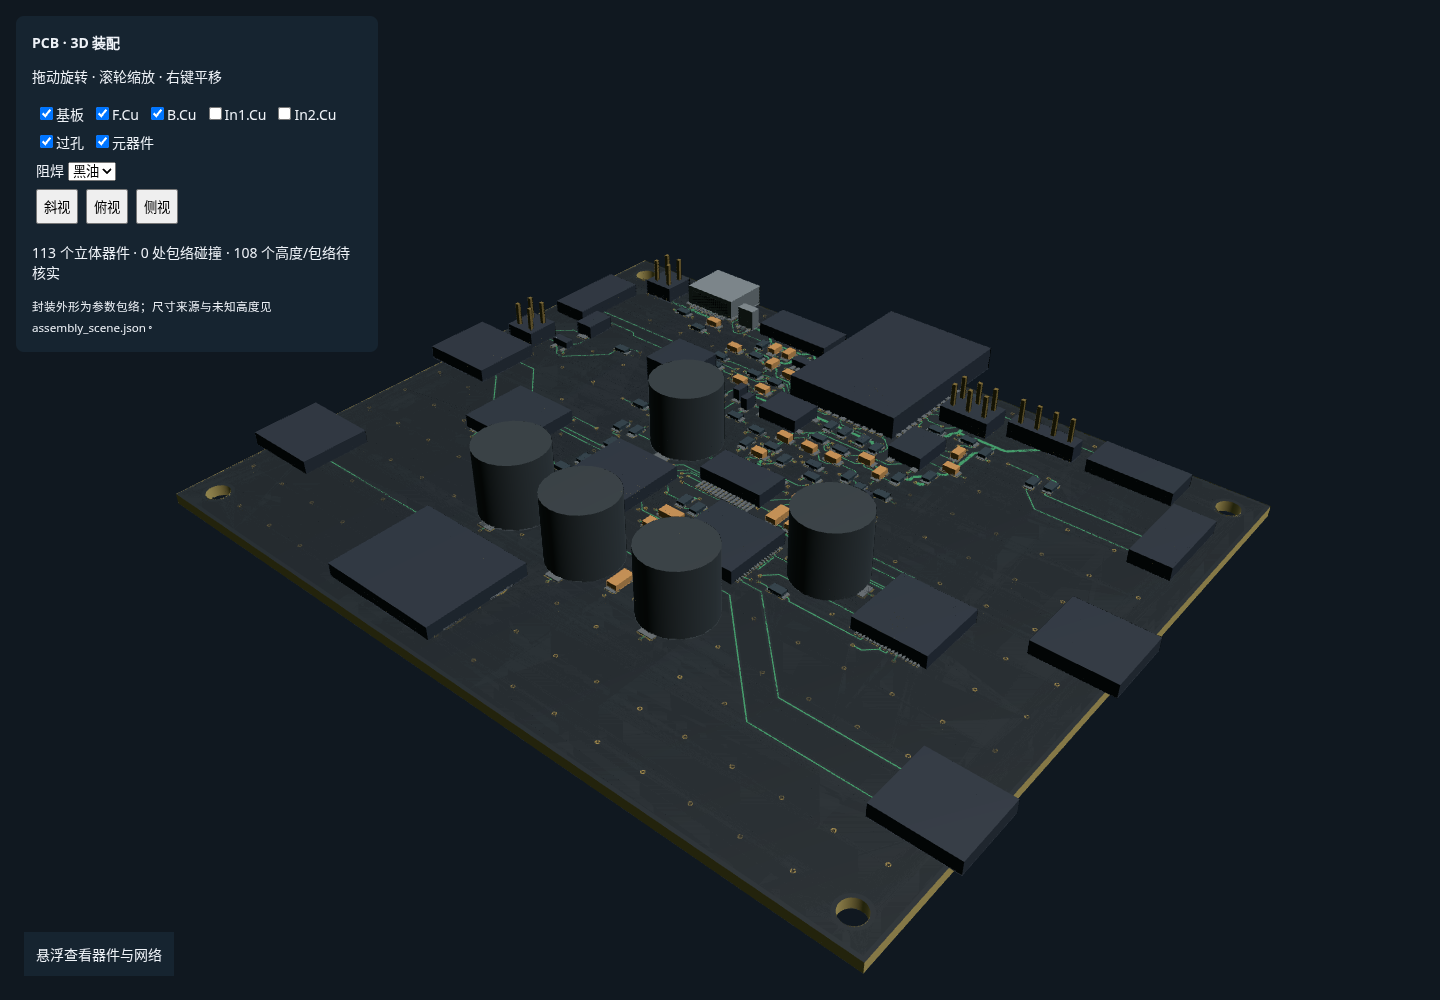 PCB · 3D 装配
拖动旋转 · 滚轮缩放 · 右键平移
基板 F.Cu B.Cu In1.Cu In2.Cu
过孔 元器件
阻焊 黑油
斜视 俯视 侧视
113 个立体器件 · 0 处包络碰撞 · 108 个高度/包络待
核实
封装外形为参数包络；尺寸来源与未知高度见
assembly_scene.json。
悬浮查看器件与网络